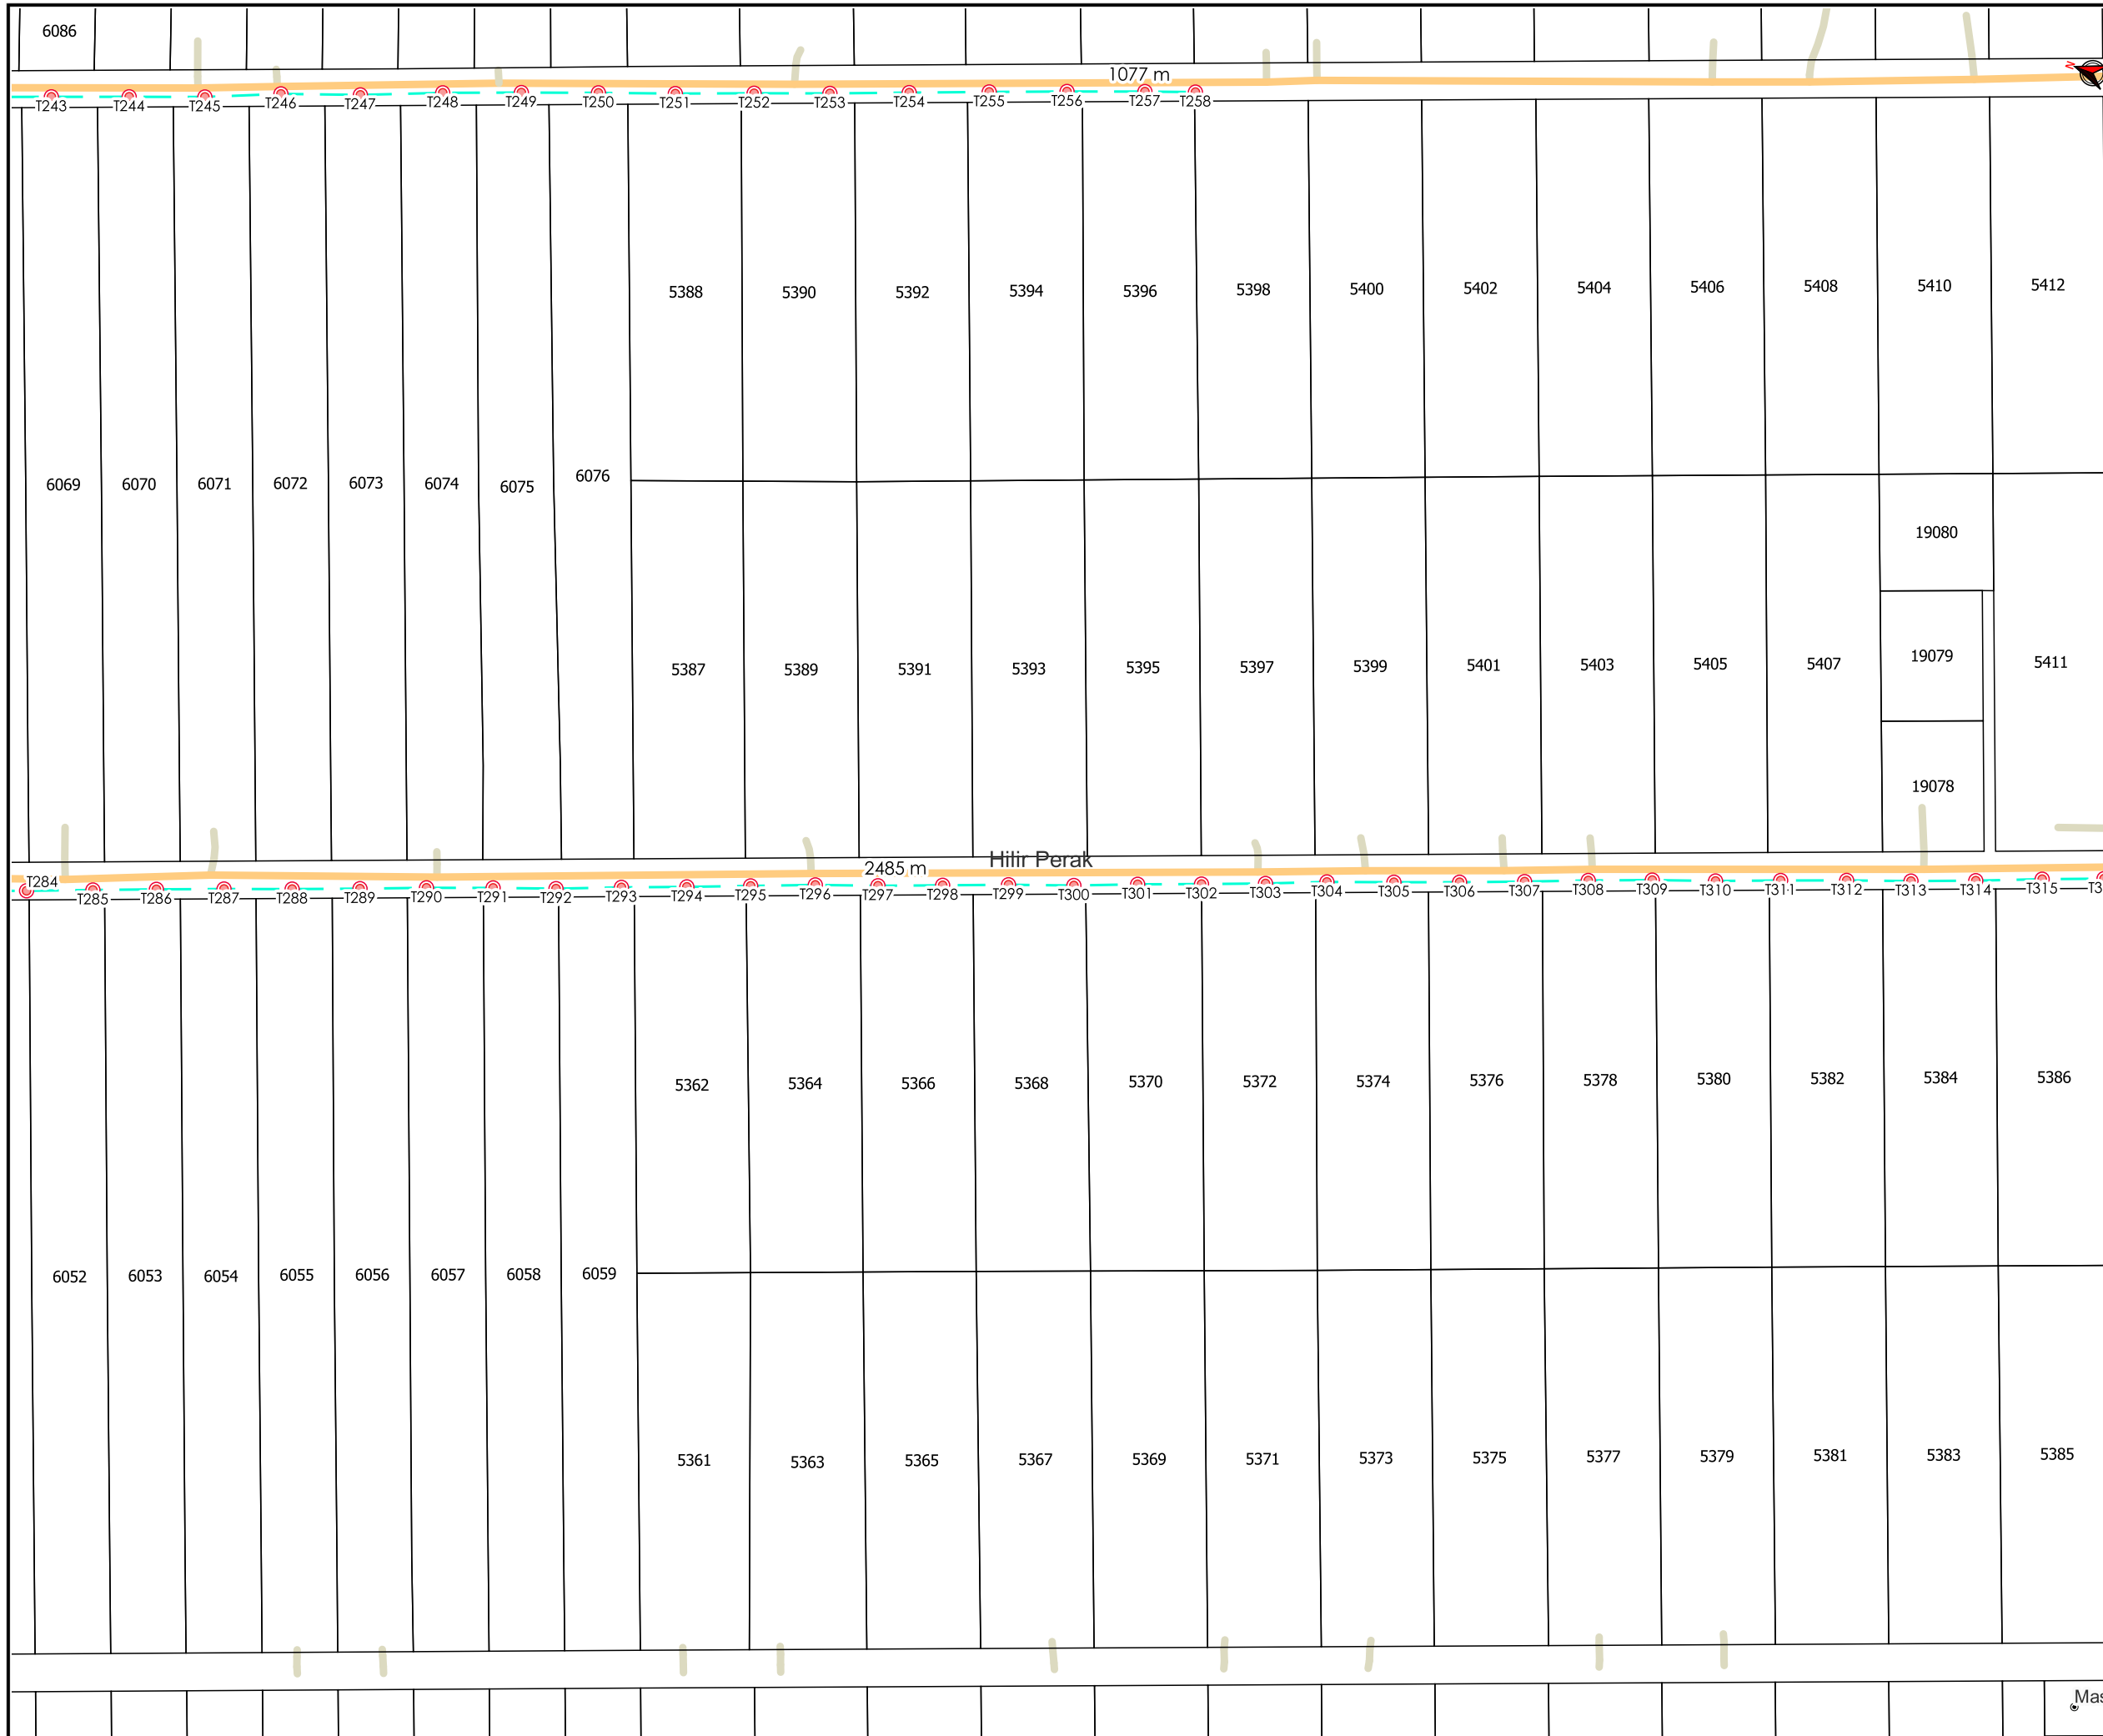 6086
1077 m
N
T243 T244 T245 T246 T247 T248 T249 T250 T251 T252 T253 T254 T255 T256 T257 T258
5388 5390 5392 5394 5396 5398 5400 5402 5404 5406 5408 5410 5412
6069 6070 6071 6072 6073 6074 6075 6076
19080
5387 5389 5391 5393 5395 5397 5399 5401 5403 5405 5407 19079 5411
19078
Hilir Perak
2485 m
T284 T285 T286 T287 T288 T289 T290 T291 T292 T293 T294 T295 T296 T297 T298 T299 T300 T301 T302 T303 T304 T305 T306 T307 T308 T309 T310 T311 T312 T313 T314 T315 T3
5362 5364 5366 5368 5370 5372 5374 5376 5378 5380 5382 5384 5386
6052 6053 6054 6055 6056 6057 6058 6059
5361 5363 5365 5367 5369 5371 5373 5375 5377 5379 5381 5383 5385
Mas